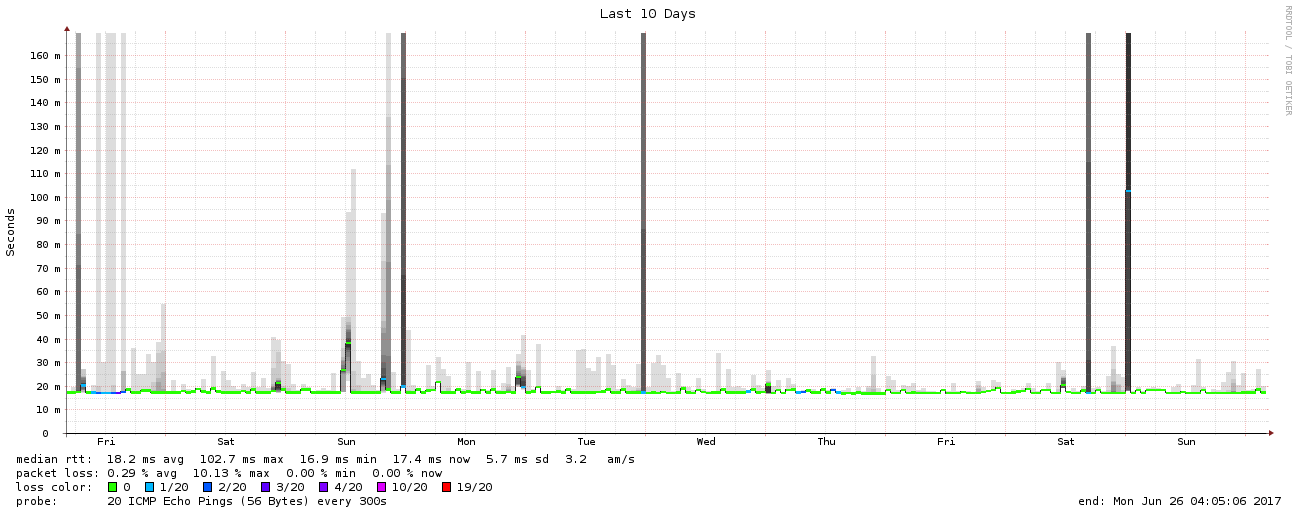 Last 10 Days
RRDTOOL / TOBI OETIKER
Seconds
160 m
150 m
140 m
130 m
120 m
110 m
100 m
90 m
80 m
70 m
60 m
50 m
40 m
30 m
20 m
10 m
0
Fri Sat Sun Mon Tue Wed Thu Fri Sat Sun
median rtt: 18.2 ms avg 102.7 ms max 16.9 ms min 17.4 ms now 5.7 ms sd 3.2 am/s
packet loss: 0.29 % avg 10.13 % max 0.00 % min 0.00 % now
loss color: 0 1/20 2/20 3/20 4/20 10/20 19/20
probe: 20 ICMP Echo Pings (56 Bytes) every 300s end: Mon Jun 26 04:05:06 2017